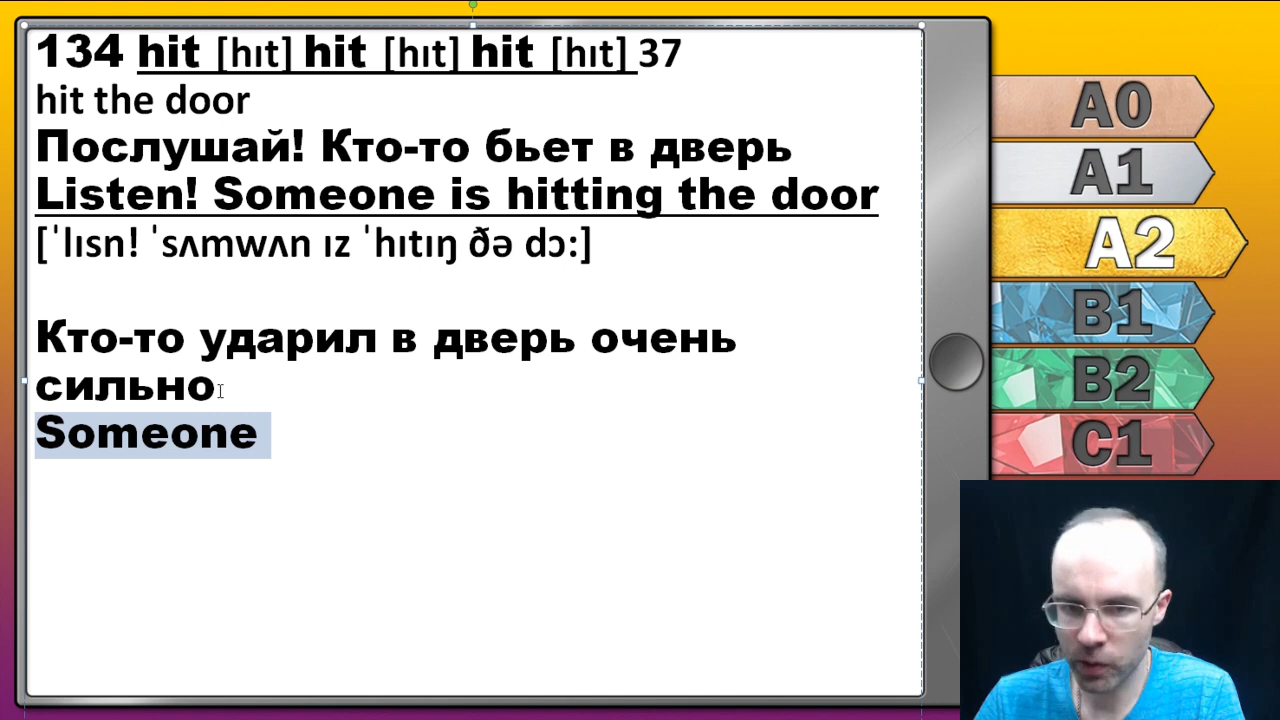 134 hit [hɪt] hit [hɪt] hit [hɪt] 37
hit the door
Послушай! Кто-то бьет в дверь
Listen! Someone is hitting the door
[ˈlɪsn! ˈsʌmwʌn ɪz ˈhɪtɪŋ ðə dɔ:]
Кто-то ударил в дверь очень
сильно
Someone
A0
A1
A2
B1
B2
C1